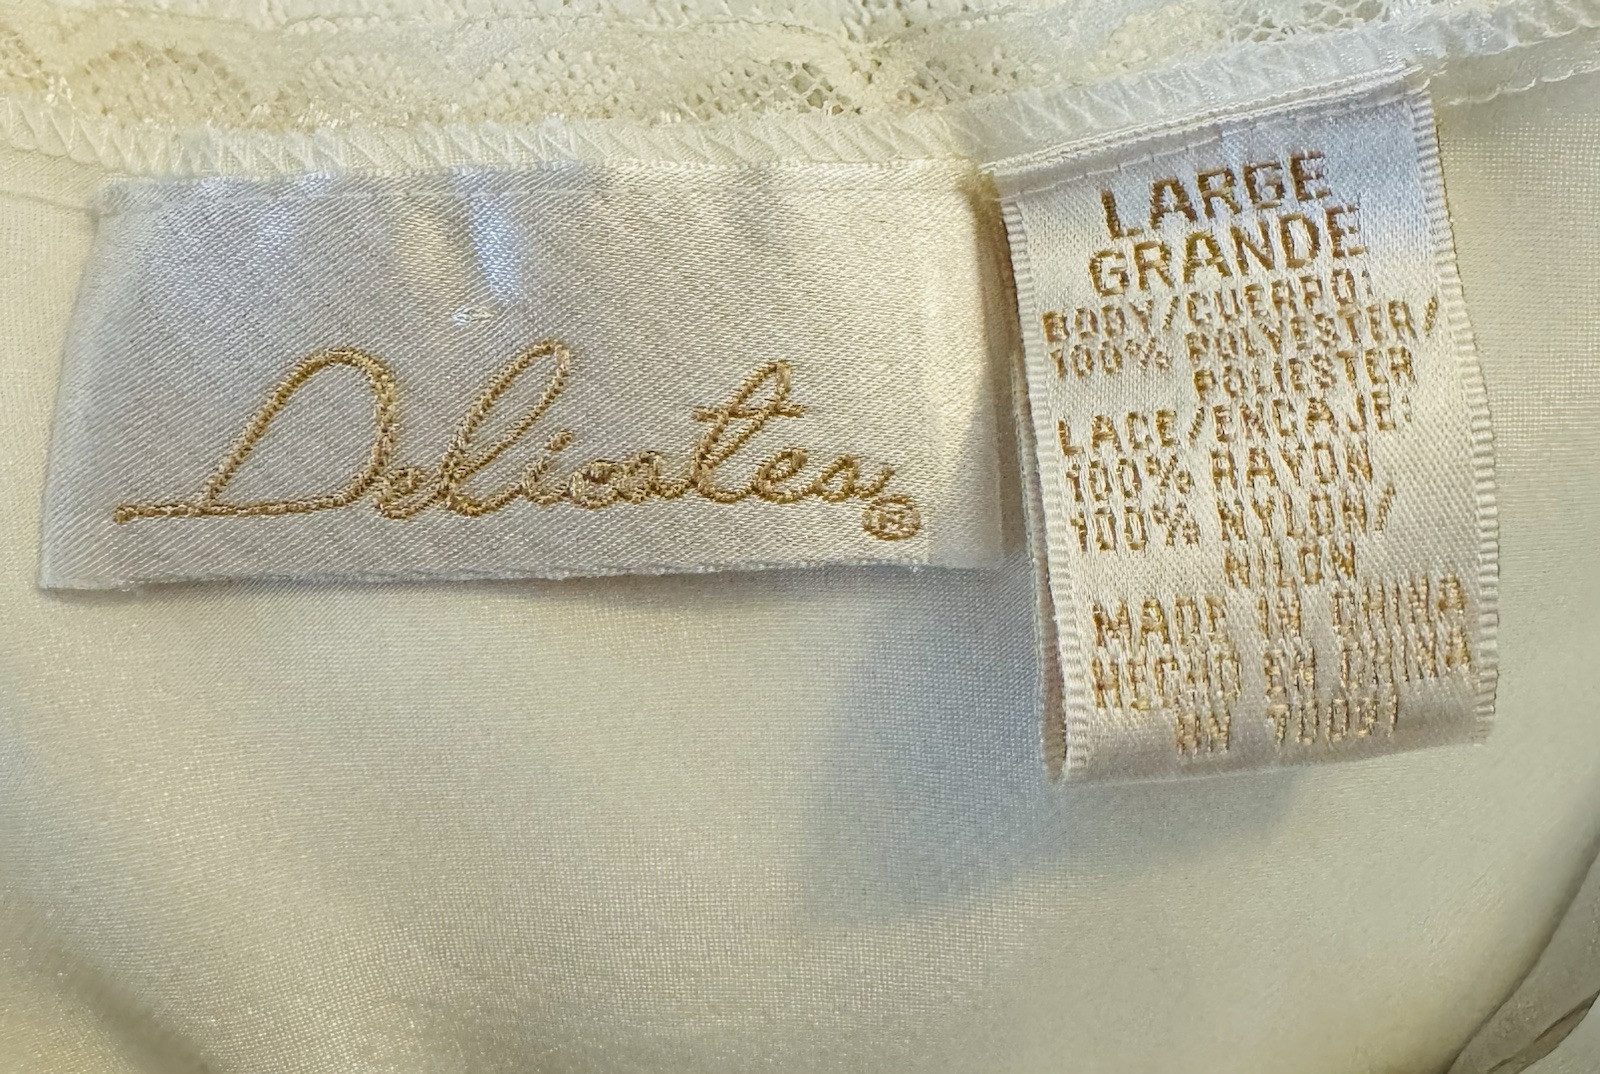 Delicates®
LARGE
GRANDE
BODY/CUERPO:
100% POLYESTER/
POLIESTER
LACE/ENCAJE:
100% RAYON
100% NYLON/
NILON
MADE IN CHINA
HECHO EN CHINA
RN